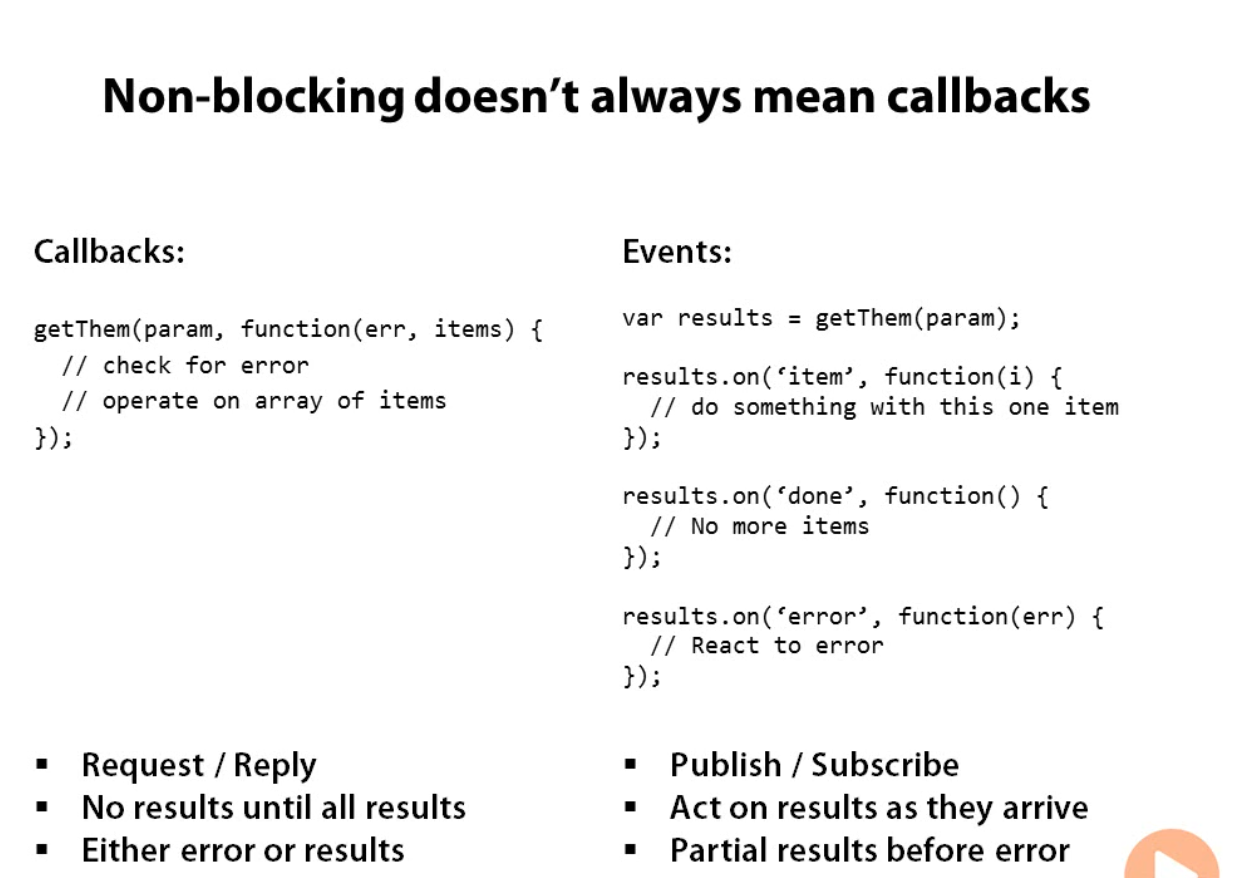 Non-blocking doesn’t always mean callbacks
Callbacks:
getThem(param, function(err, items) {
  // check for error
  // operate on array of items
});
▪ Request / Reply
▪ No results until all results
▪ Either error or results
Events:
var results = getThem(param);
results.on(‘item’, function(i) {
  // do something with this one item
});
results.on(‘done’, function() {
  // No more items
});
results.on(‘error’, function(err) {
  // React to error
});
▪ Publish / Subscribe
▪ Act on results as they arrive
▪ Partial results before error